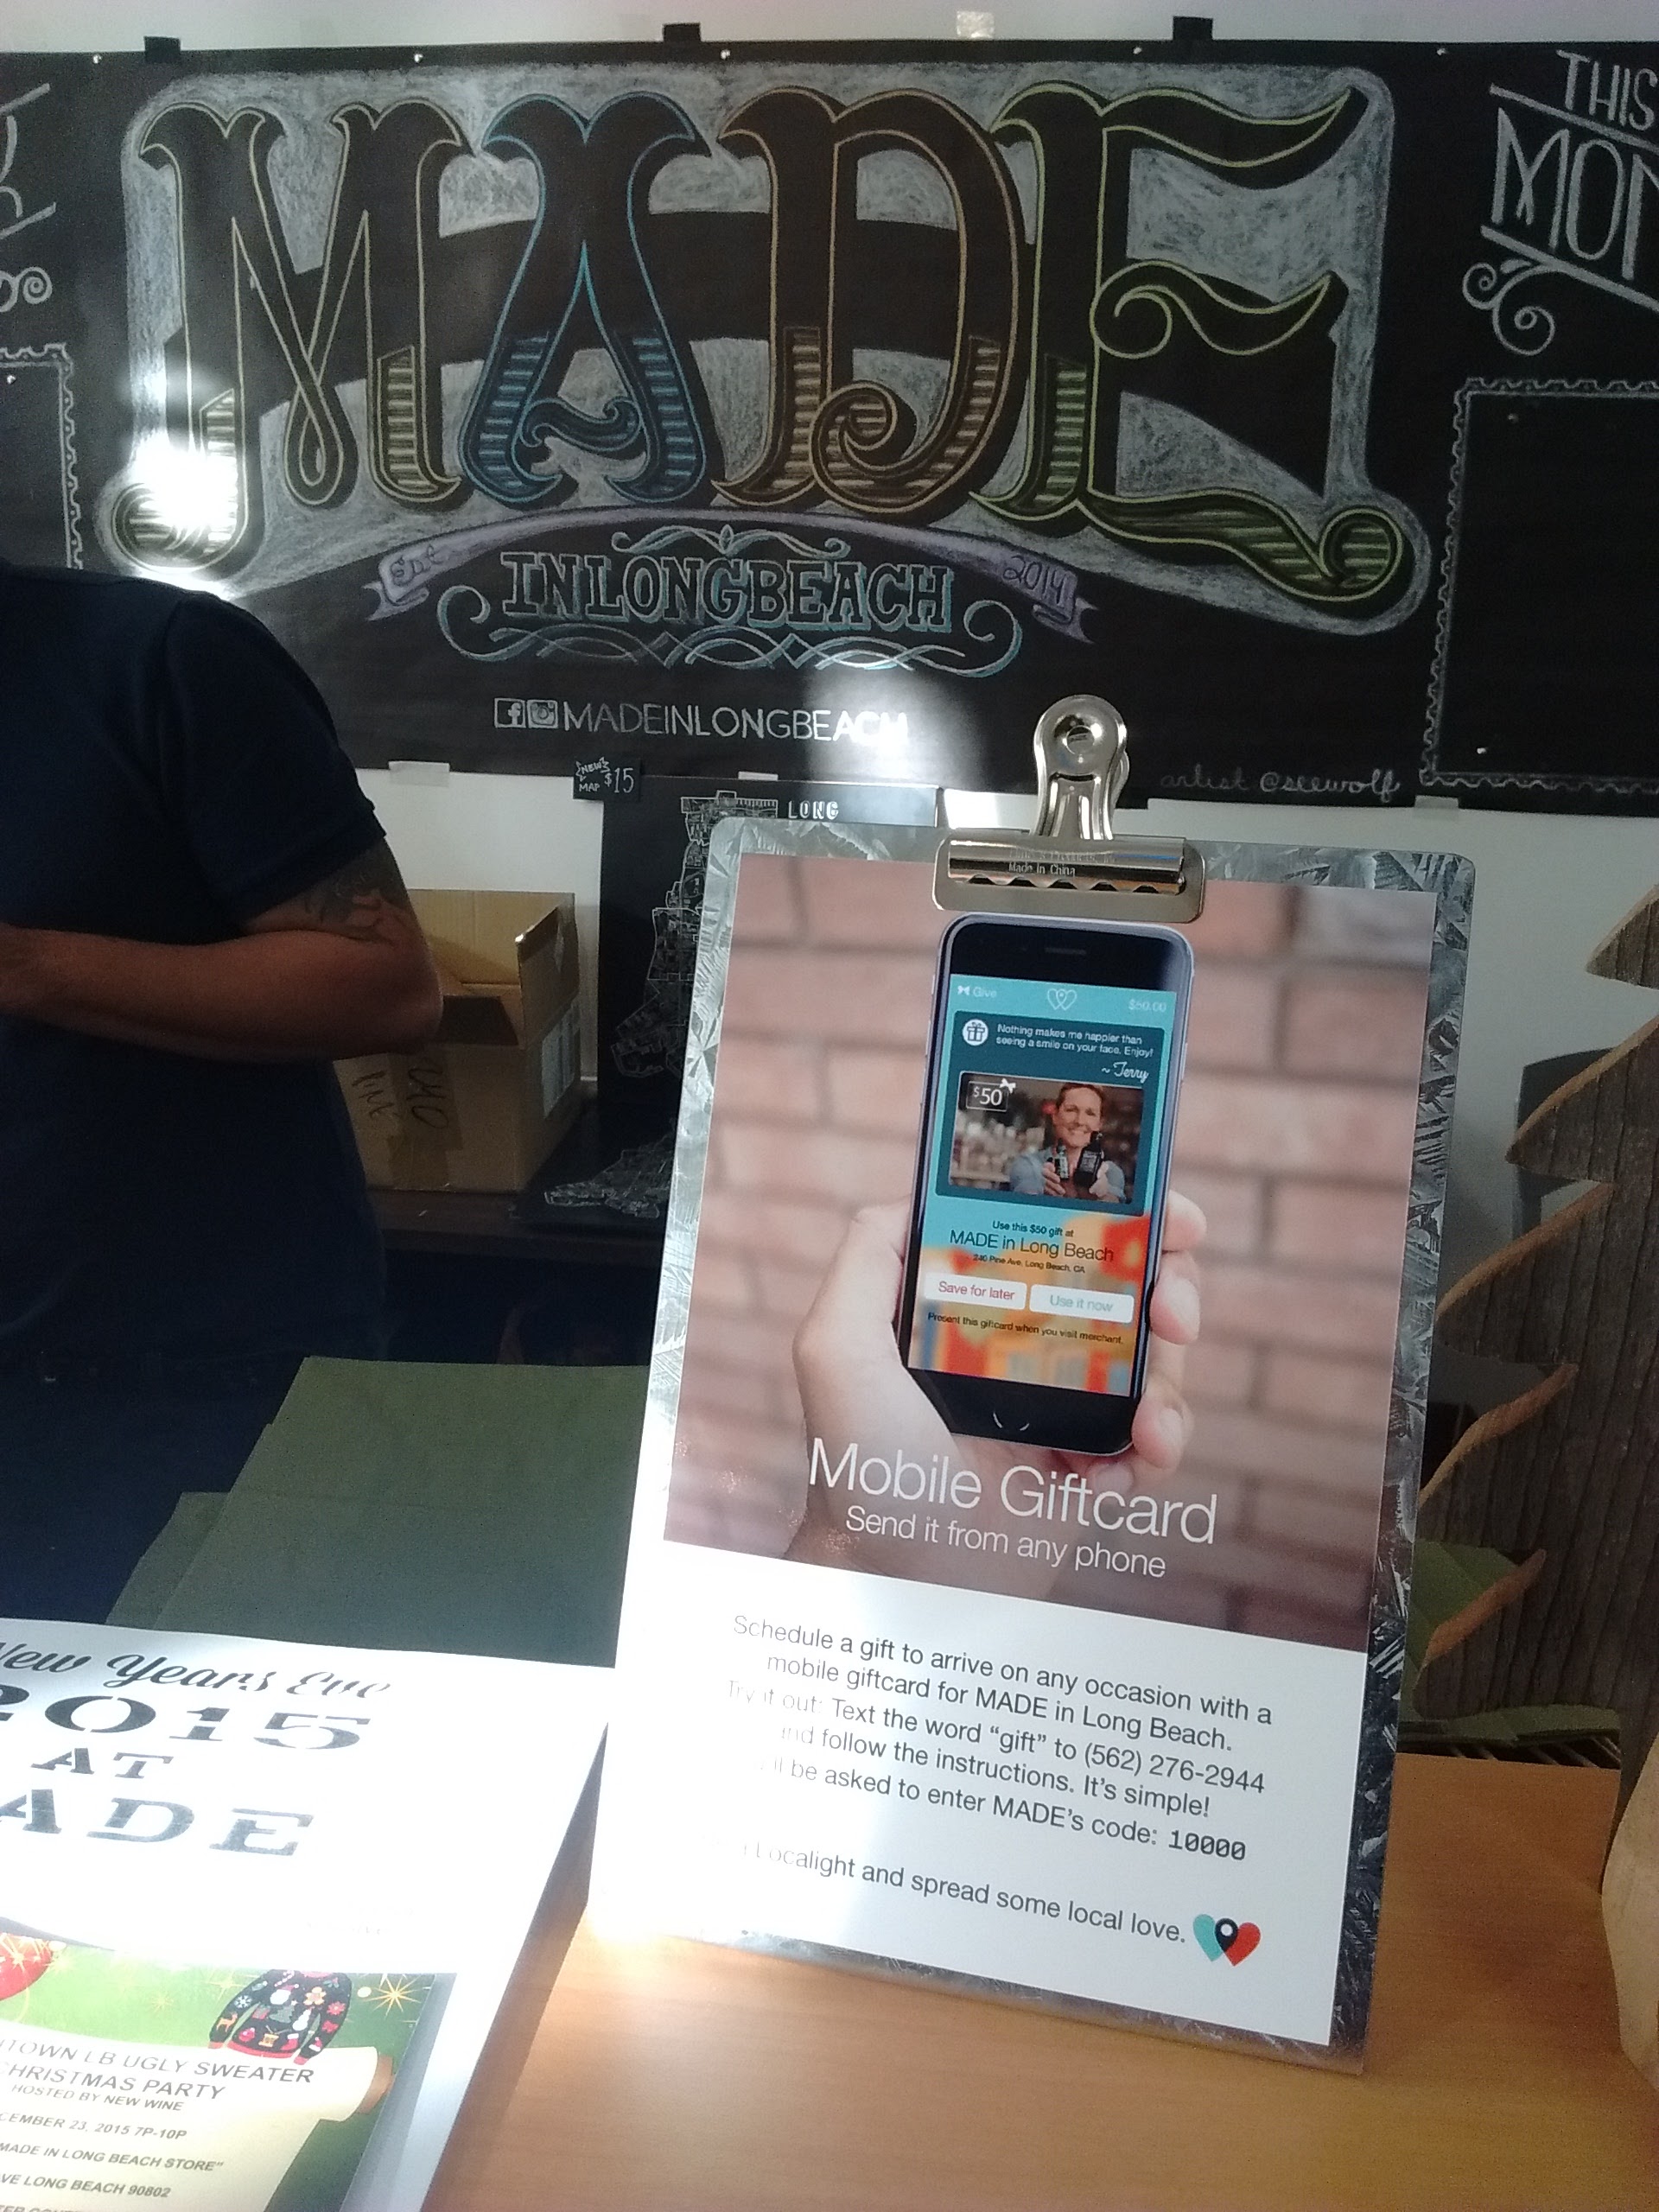 THIS
MON
MADE
Est 2014
INLONGBEACH
MADEINLONGBEACH
artist @seewolf
NEW
MAP $15
LONG
Made In China
Give $50.00
Nothing makes me happier than
seeing a smile on your face. Enjoy!
~ Terry
$50
Use this $50 gift at
MADE in Long Beach
240 Pine Ave, Long Beach, CA
Save for later Use it now
Present this giftcard when you visit merchant.
Mobile Giftcard
Send it from any phone
Schedule a gift to arrive on any occasion with a
mobile giftcard for MADE in Long Beach.
Try it out: Text the word “gift” to (562) 276-2944
and follow the instructions. It's simple!
be asked to enter MADE's code: 10000
Localight and spread some local love.
New Years Eve
2015
AT
ADE
NTOWN LB UGLY SWEATER
CHRISTMAS PARTY
HOSTED BY NEW WINE
CEMBER 23, 2015 7P-10P
MADE IN LONG BEACH STORE"
VE LONG BEACH 90802